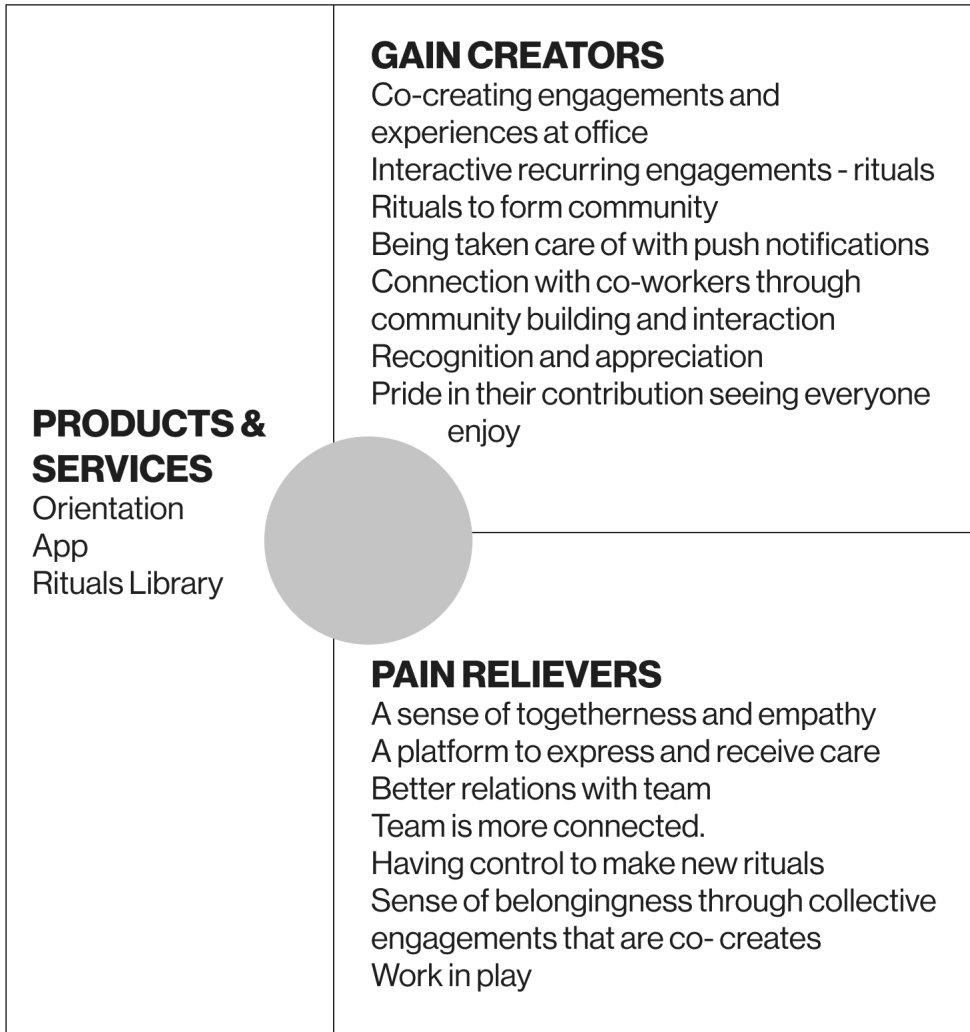 GAIN CREATORS
Co-creating engagements and
experiences at office
Interactive recurring engagements - rituals
Rituals to form community
Being taken care of with push notifications
Connection with co-workers through
community building and interaction
Recognition and appreciation
Pride in their contribution seeing everyone
enjoy
PRODUCTS &
SERVICES
Orientation
App
Rituals Library
PAIN RELIEVERS
A sense of togetherness and empathy
A platform to express and receive care
Better relations with team
Team is more connected.
Having control to make new rituals
Sense of belongingness through collective
engagements that are co- creates
Work in play